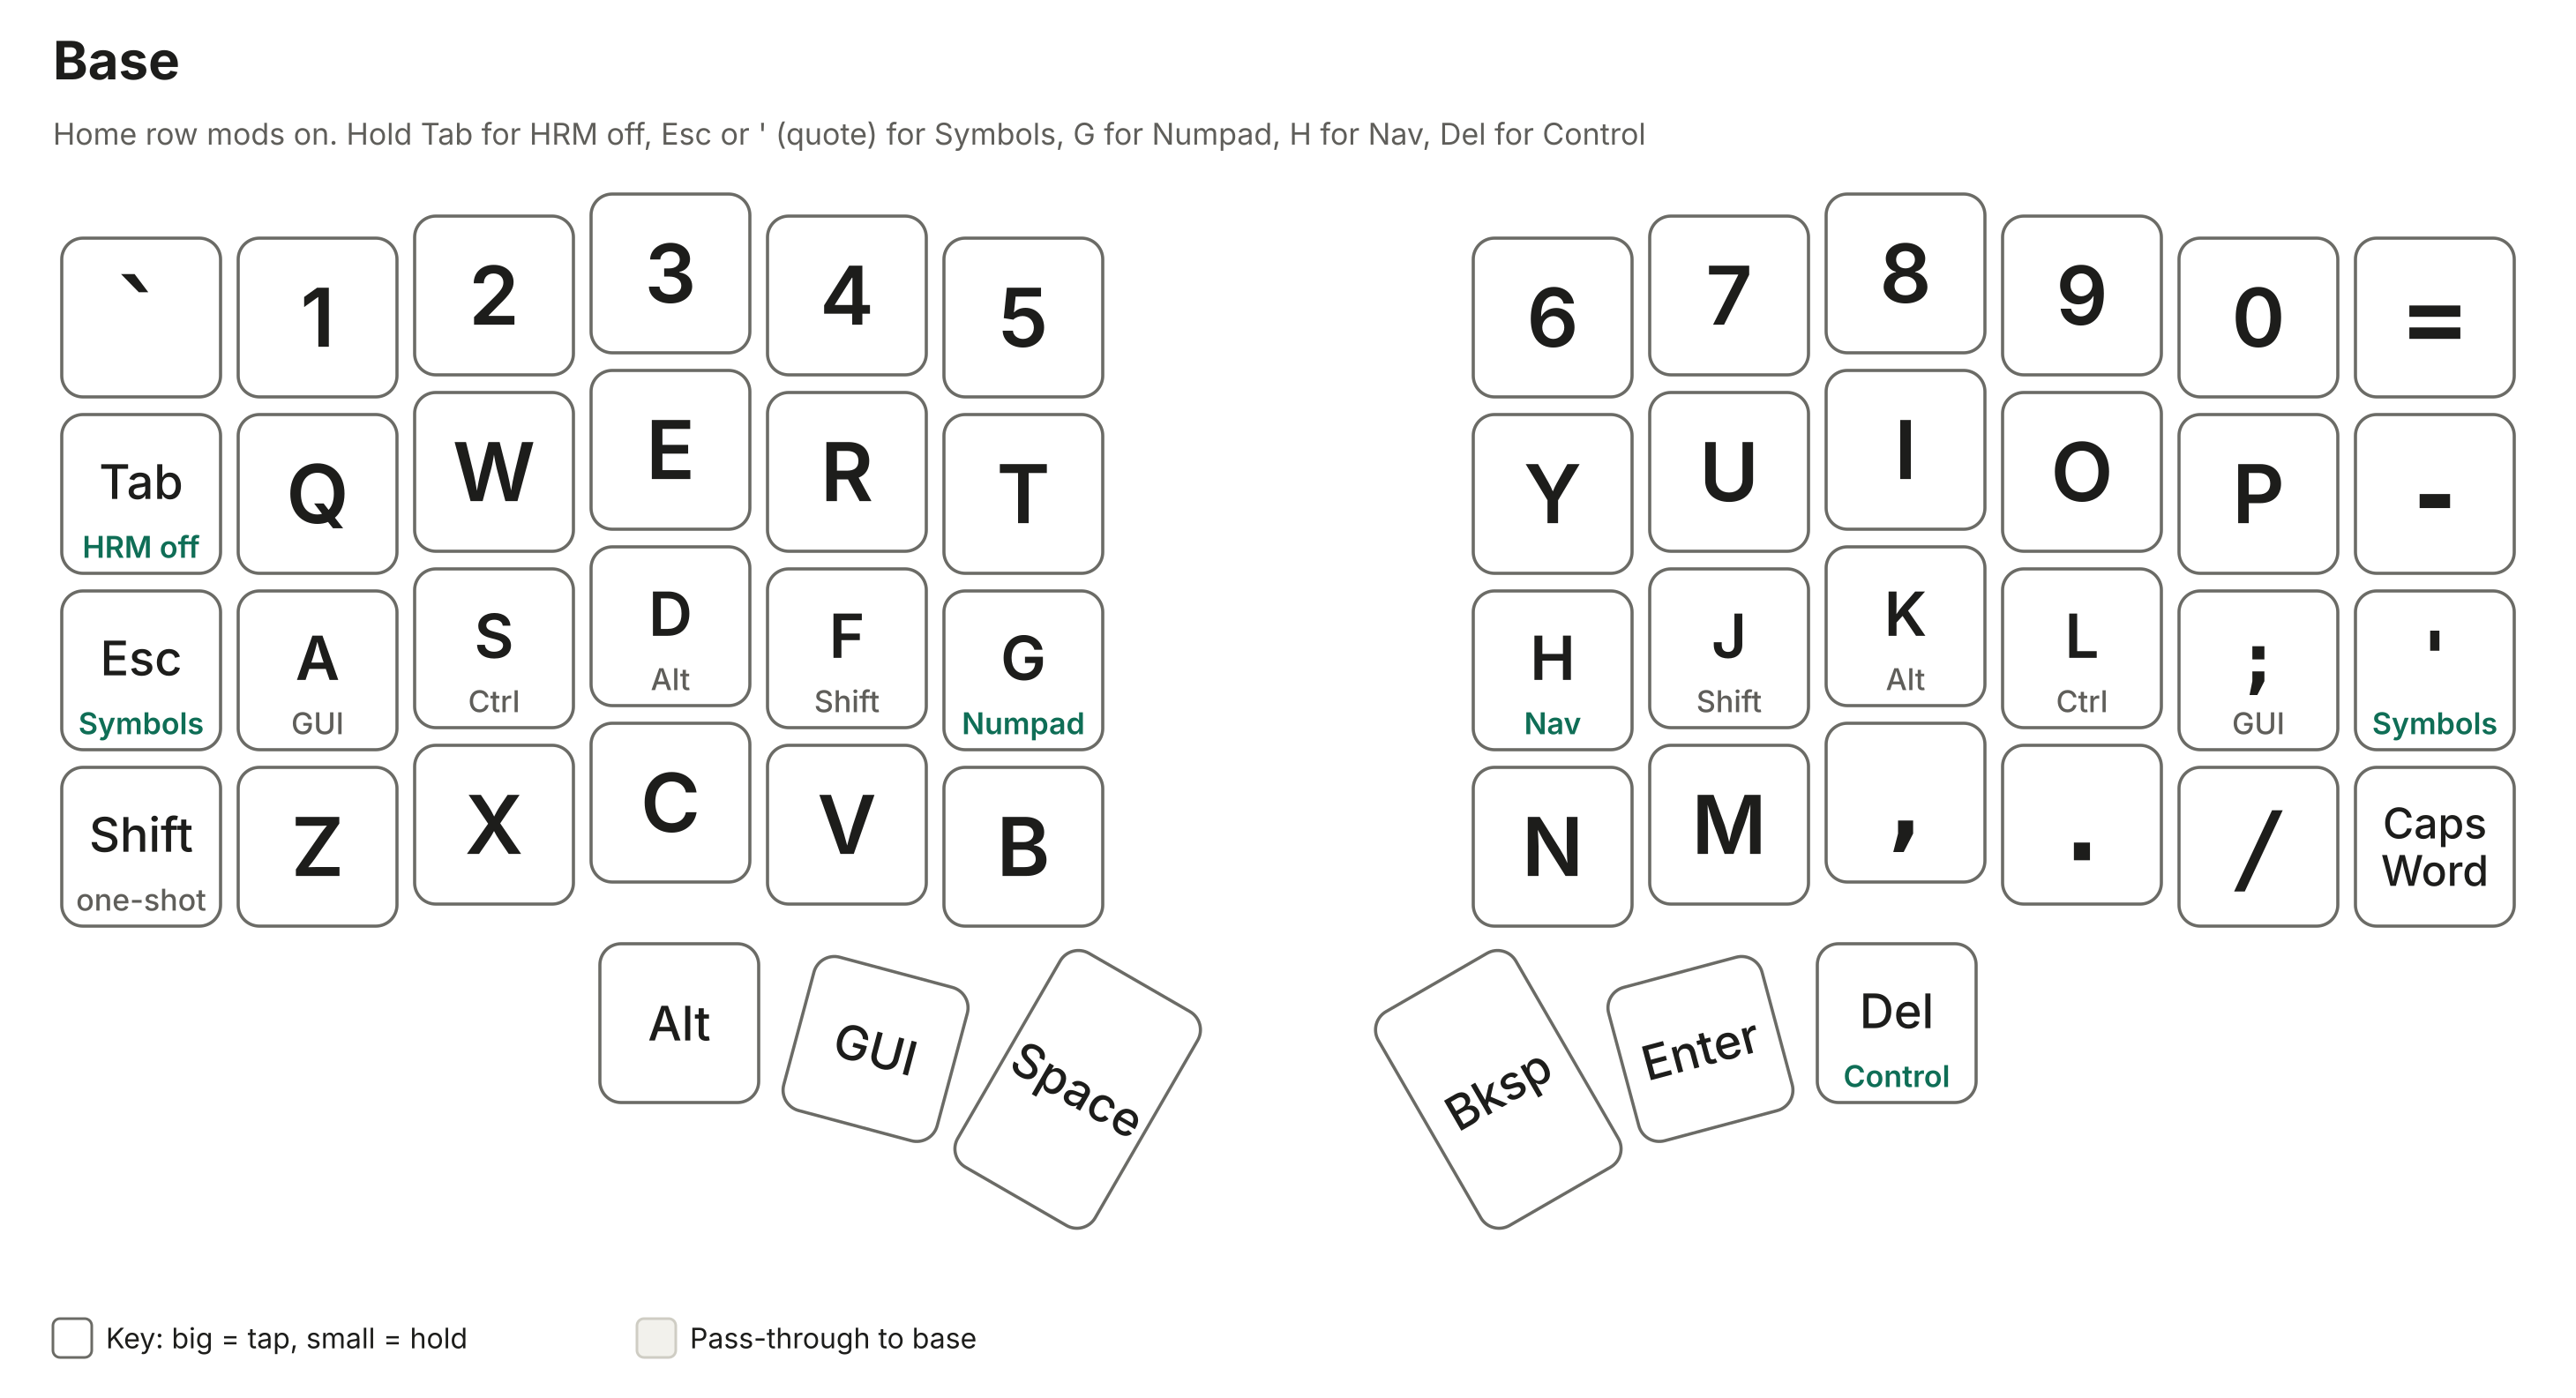 Base
Home row mods on. Hold Tab for HRM off, Esc or ' (quote) for Symbols, G for Numpad, H for Nav, Del for Control
` 1 2 3 4 5 6 7 8 9 0 =
Tab Q W E R T Y U I O P -
HRM off
Esc A S D F G H J K L ; '
Symbols GUI Ctrl Alt Shift Numpad Nav Shift Alt Ctrl GUI Symbols
Shift Z X C V B N M , . / Caps Word
one-shot
Alt GUI Space Bksp Enter Del
Control
Key: big = tap, small = hold Pass-through to base